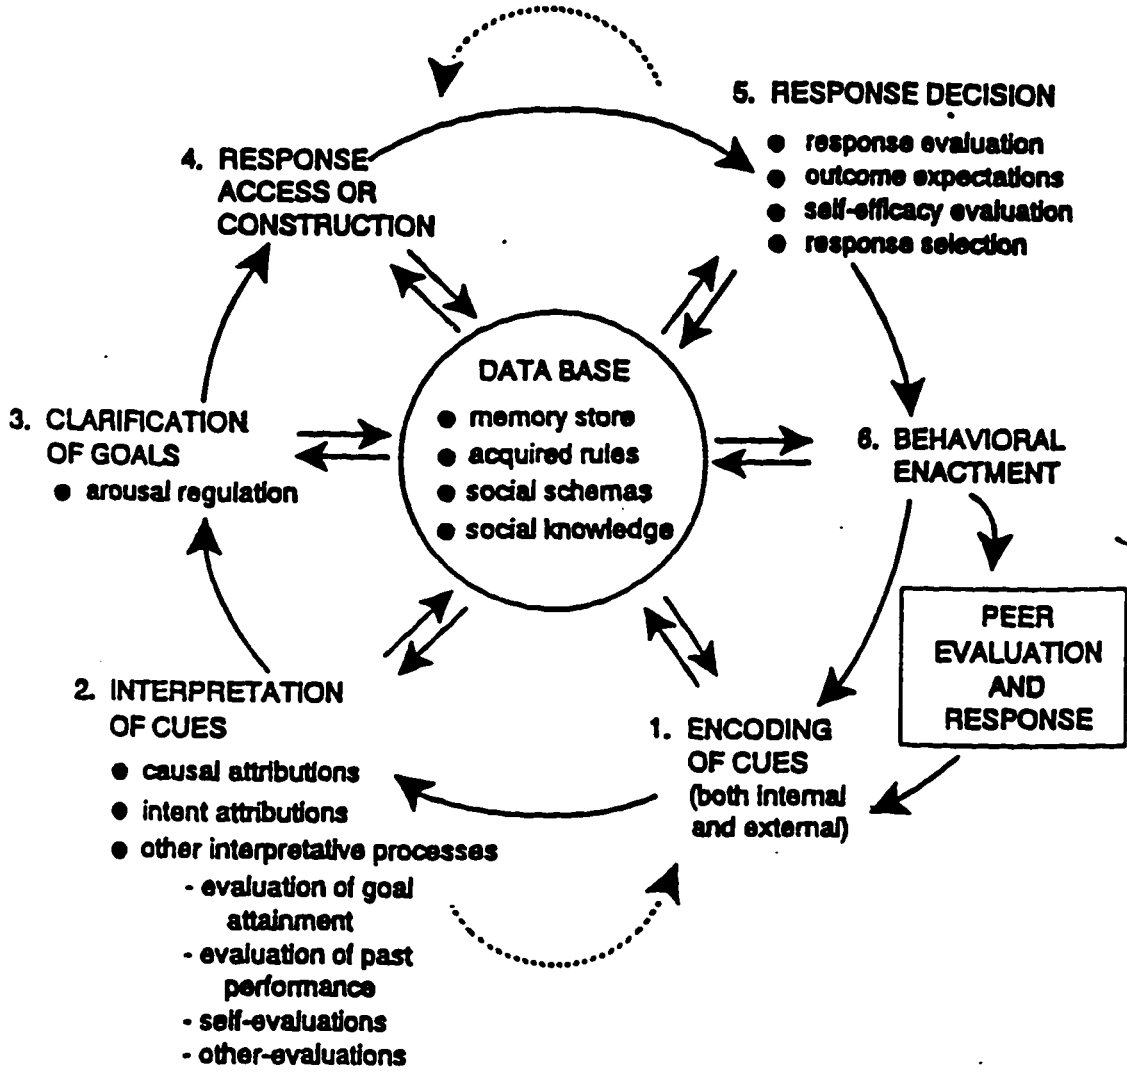 5. RESPONSE DECISION
● response evaluation
● outcome expectations
● self-efficacy evaluation
● response selection
4. RESPONSE
ACCESS OR
CONSTRUCTION
DATA BASE
● memory store
● acquired rules
● social schemas
● social knowledge
3. CLARIFICATION
OF GOALS
● arousal regulation
6. BEHAVIORAL
ENACTMENT
PEER
EVALUATION
AND
RESPONSE
2. INTERPRETATION
OF CUES
● causal attributions
● intent attributions
● other interpretative processes
- evaluation of goal
attainment
- evaluation of past
performance
- self-evaluations
- other-evaluations
1. ENCODING
OF CUES
(both internal
and external)